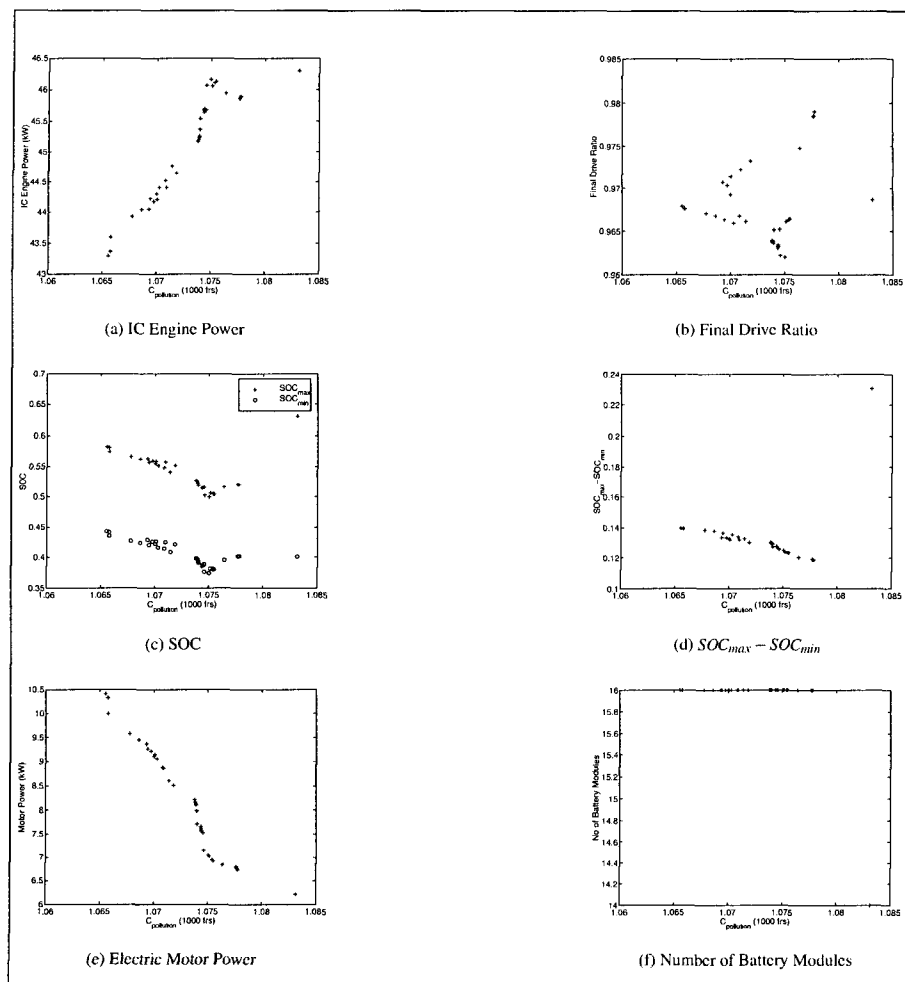 46.5
46
45.5
45
44.5
44
43.5
43
IC Engine Power (kW)
1.06 1.065 1.07 1.075 1.08 1.085
C_pollution (1000 frs)
(a) IC Engine Power
0.985
0.98
0.975
0.97
0.965
0.96
Final Drive Ratio
1.06 1.065 1.07 1.075 1.08 1.085
C_pollution (1000 frs)
(b) Final Drive Ratio
0.7
0.65
0.6
0.55
0.5
0.45
0.4
0.35
SOC
SOC_max
SOC_min
1.06 1.065 1.07 1.075 1.08 1.085
C_pollution (1000 frs)
(c) SOC
0.24
0.22
0.2
0.18
0.16
0.14
0.12
0.1
SOC_max−SOC_min
1.06 1.065 1.07 1.075 1.08 1.085
C_pollution (1000 frs)
(d) SOC_max − SOC_min
10.5
10
9.5
9
8.5
8
7.5
7
6.5
6
Motor Power (kW)
1.06 1.065 1.07 1.075 1.08 1.085
C_pollution (1000 frs)
(e) Electric Motor Power
16
15.8
15.6
15.4
15.2
15
14.8
14.6
14.4
14.2
14
No of Battery Modules
1.06 1.065 1.07 1.075 1.08 1.085
C_pollution (1000 frs)
(f) Number of Battery Modules